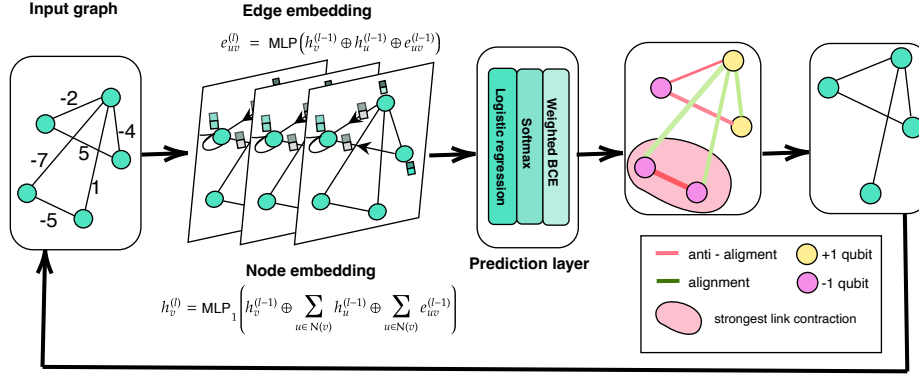 Input graph
Edge embedding
e_{uv}^{(l)} = MLP(h_v^{(l-1)} ⊕ h_u^{(l-1)} ⊕ e_{uv}^{(l-1)})
-2
-4
-7
5
1
-5
Logistic regression
Softmax
Weighted BCE
Prediction layer
Node embedding
h_v^{(l)} = MLP_1(h_v^{(l-1)} ⊕ ∑_{u∈N(v)} h_u^{(l-1)} ⊕ ∑_{u∈N(v)} e_{uv}^{(l-1)})
anti - aligment
+1 qubit
alignment
-1 qubit
strongest link contraction